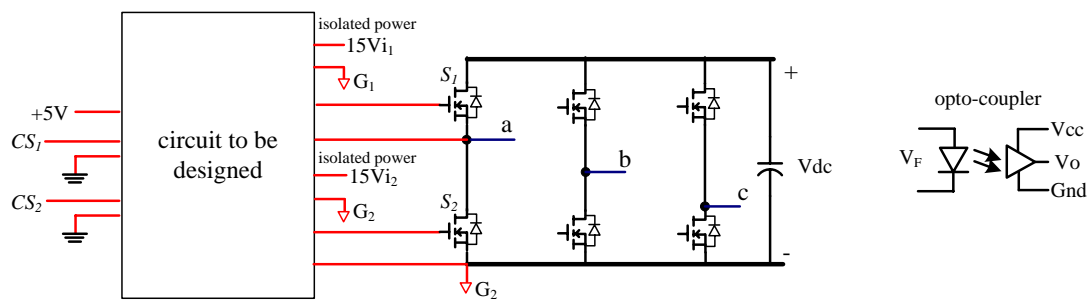 isolated power
15Vi1
G1
S1
+5V
CS1
CS2
circuit to be
designed
a
isolated power
15Vi2
G2
S2
G2
b
c
+
Vdc
-
opto-coupler
VF
Vcc
Vo
Gnd